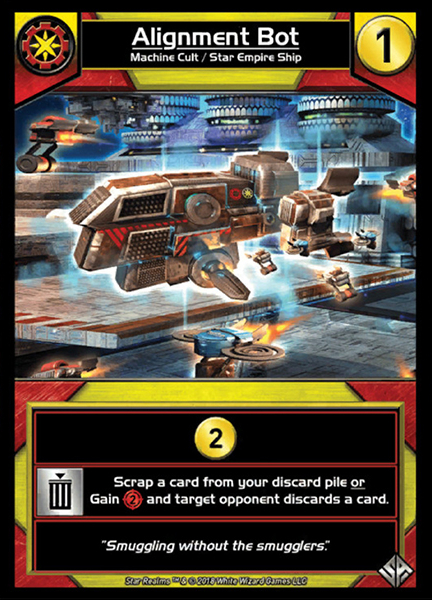 Alignment Bot
1
Machine Cult / Star Empire Ship
2
Scrap a card from your discard pile or
Gain 2 and target opponent discards a card.
"Smuggling without the smugglers."
Star Realms ™ & © 2018 White Wizard Games LLC